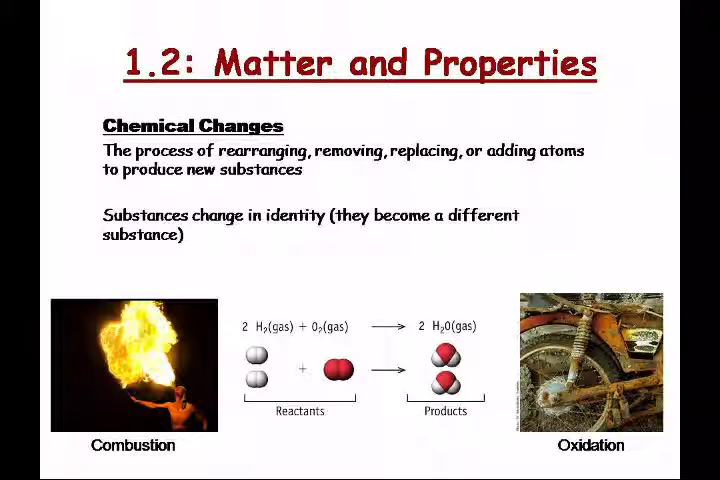 1.2: Matter and Properties
Chemical Changes
The process of rearranging, removing, replacing, or adding atoms
to produce new substances
Substances change in identity (they become a different
substance)
2 H₂(gas) + O₂(gas) → 2 H₂O(gas)
+ →
Reactants Products
Combustion Oxidation